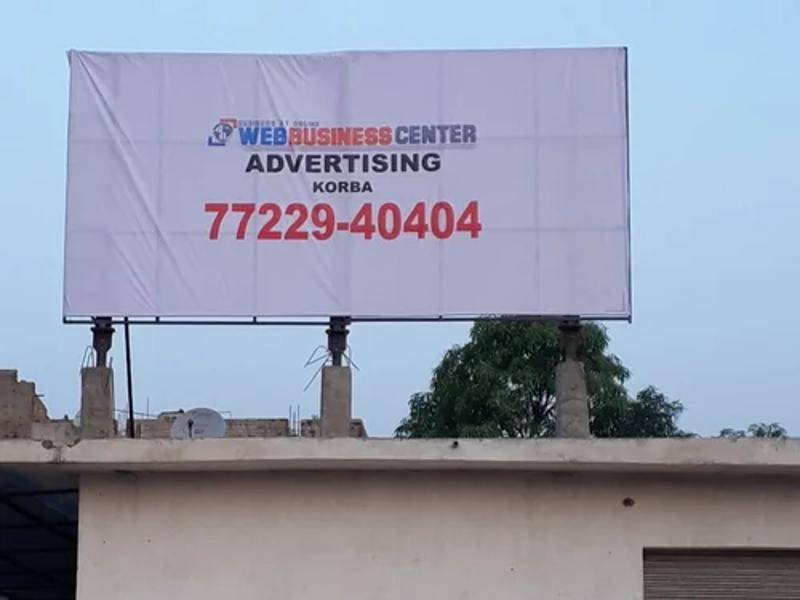 BUSINESS AT ONLINE
WEBBUSINESS CENTER
ADVERTISING
KORBA
77229-40404